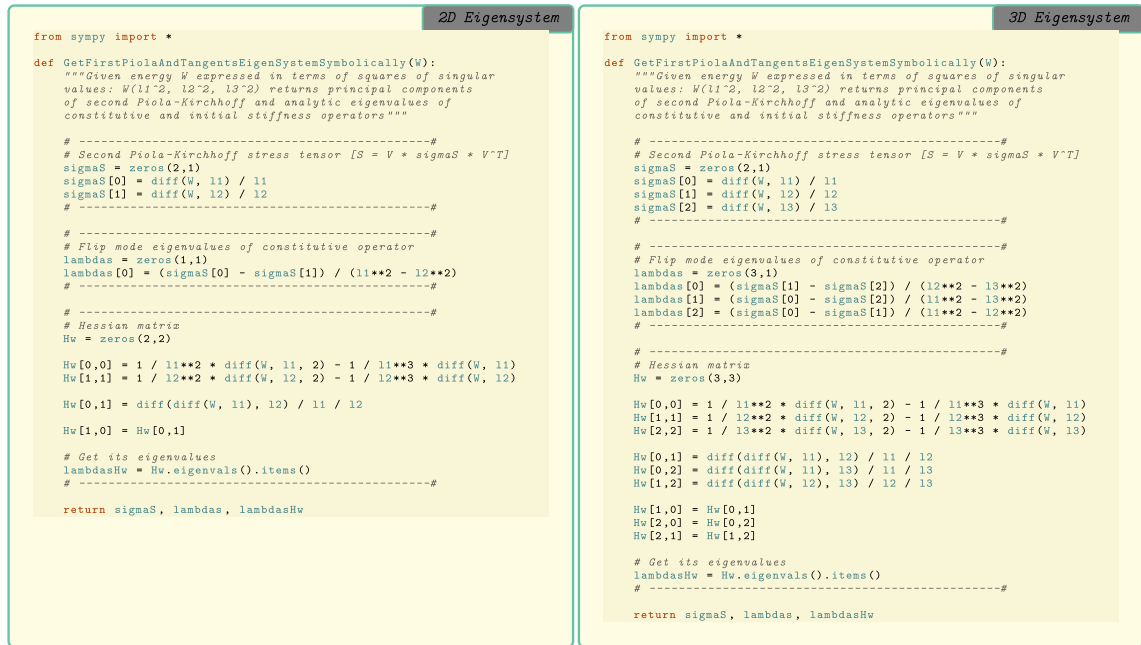 2D Eigensystem
from sympy import *
def GetFirstPiolaAndTangentsEigenSystemSymbolically(W):
"""Given energy W expressed in terms of squares of singular
values: W(l1^2, l2^2, l3^2) returns principal components
of second Piola-Kirchhoff and analytic eigenvalues of
constitutive and initial stiffness operators"""
# ------------------------------------------------#
# Second Piola-Kirchhoff stress tensor [S = V * sigmaS * V^T]
sigmaS = zeros(2,1)
sigmaS[0] = diff(W, l1) / l1
sigmaS[1] = diff(W, l2) / l2
# ------------------------------------------------#
# ------------------------------------------------#
# Flip mode eigenvalues of constitutive operator
lambdas = zeros(1,1)
lambdas[0] = (sigmaS[0] - sigmaS[1]) / (l1**2 - l2**2)
# ------------------------------------------------#
# ------------------------------------------------#
# Hessian matrix
Hw = zeros(2,2)
Hw[0,0] = 1 / l1**2 * diff(W, l1, 2) - 1 / l1**3 * diff(W, l1)
Hw[1,1] = 1 / l2**2 * diff(W, l2, 2) - 1 / l2**3 * diff(W, l2)
Hw[0,1] = diff(diff(W, l1), l2) / l1 / l2
Hw[1,0] = Hw[0,1]
# Get its eigenvalues
lambdasHw = Hw.eigenvals().items()
# ------------------------------------------------#
return sigmaS, lambdas, lambdasHw
3D Eigensystem
from sympy import *
def GetFirstPiolaAndTangentsEigenSystemSymbolically(W):
"""Given energy W expressed in terms of squares of singular
values: W(l1^2, l2^2, l3^2) returns principal components
of second Piola-Kirchhoff and analytic eigenvalues of
constitutive and initial stiffness operators"""
# ------------------------------------------------#
# Second Piola-Kirchhoff stress tensor [S = V * sigmaS * V^T]
sigmaS = zeros(2,1)
sigmaS[0] = diff(W, l1) / l1
sigmaS[1] = diff(W, l2) / l2
sigmaS[2] = diff(W, l3) / l3
# ------------------------------------------------#
# ------------------------------------------------#
# Flip mode eigenvalues of constitutive operator
lambdas = zeros(3,1)
lambdas[0] = (sigmaS[1] - sigmaS[2]) / (l2**2 - l3**2)
lambdas[1] = (sigmaS[0] - sigmaS[2]) / (l1**2 - l3**2)
lambdas[2] = (sigmaS[0] - sigmaS[1]) / (l1**2 - l2**2)
# ------------------------------------------------#
# ------------------------------------------------#
# Hessian matrix
Hw = zeros(3,3)
Hw[0,0] = 1 / l1**2 * diff(W, l1, 2) - 1 / l1**3 * diff(W, l1)
Hw[1,1] = 1 / l2**2 * diff(W, l2, 2) - 1 / l2**3 * diff(W, l2)
Hw[2,2] = 1 / l3**2 * diff(W, l3, 2) - 1 / l3**3 * diff(W, l3)
Hw[0,1] = diff(diff(W, l1), l2) / l1 / l2
Hw[0,2] = diff(diff(W, l1), l3) / l1 / l3
Hw[1,2] = diff(diff(W, l2), l3) / l2 / l3
Hw[1,0] = Hw[0,1]
Hw[2,0] = Hw[0,2]
Hw[2,1] = Hw[1,2]
# Get its eigenvalues
lambdasHw = Hw.eigenvals().items()
# ------------------------------------------------#
return sigmaS, lambdas, lambdasHw